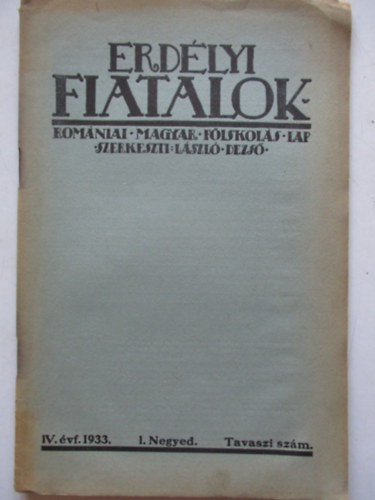 ERDÉLYI
FIATALOK·
ROMÁNIAI · MAGYAR · FŐISKOLÁS · LAP
·SZERKESZTI: LÁSZLÓ · DEZSŐ·
IV. évf. 1933. I. Negyed. Tavaszi szám.